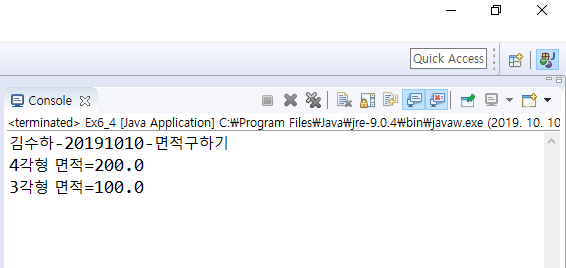 Quick Access
Console
<terminated> Ex6_4 [Java Application] C:₩Program Files₩Java₩jre-9.0.4₩bin₩javaw.exe (2019. 10. 10
김수하-20191010-면적구하기
4각형 면적=200.0
3각형 면적=100.0